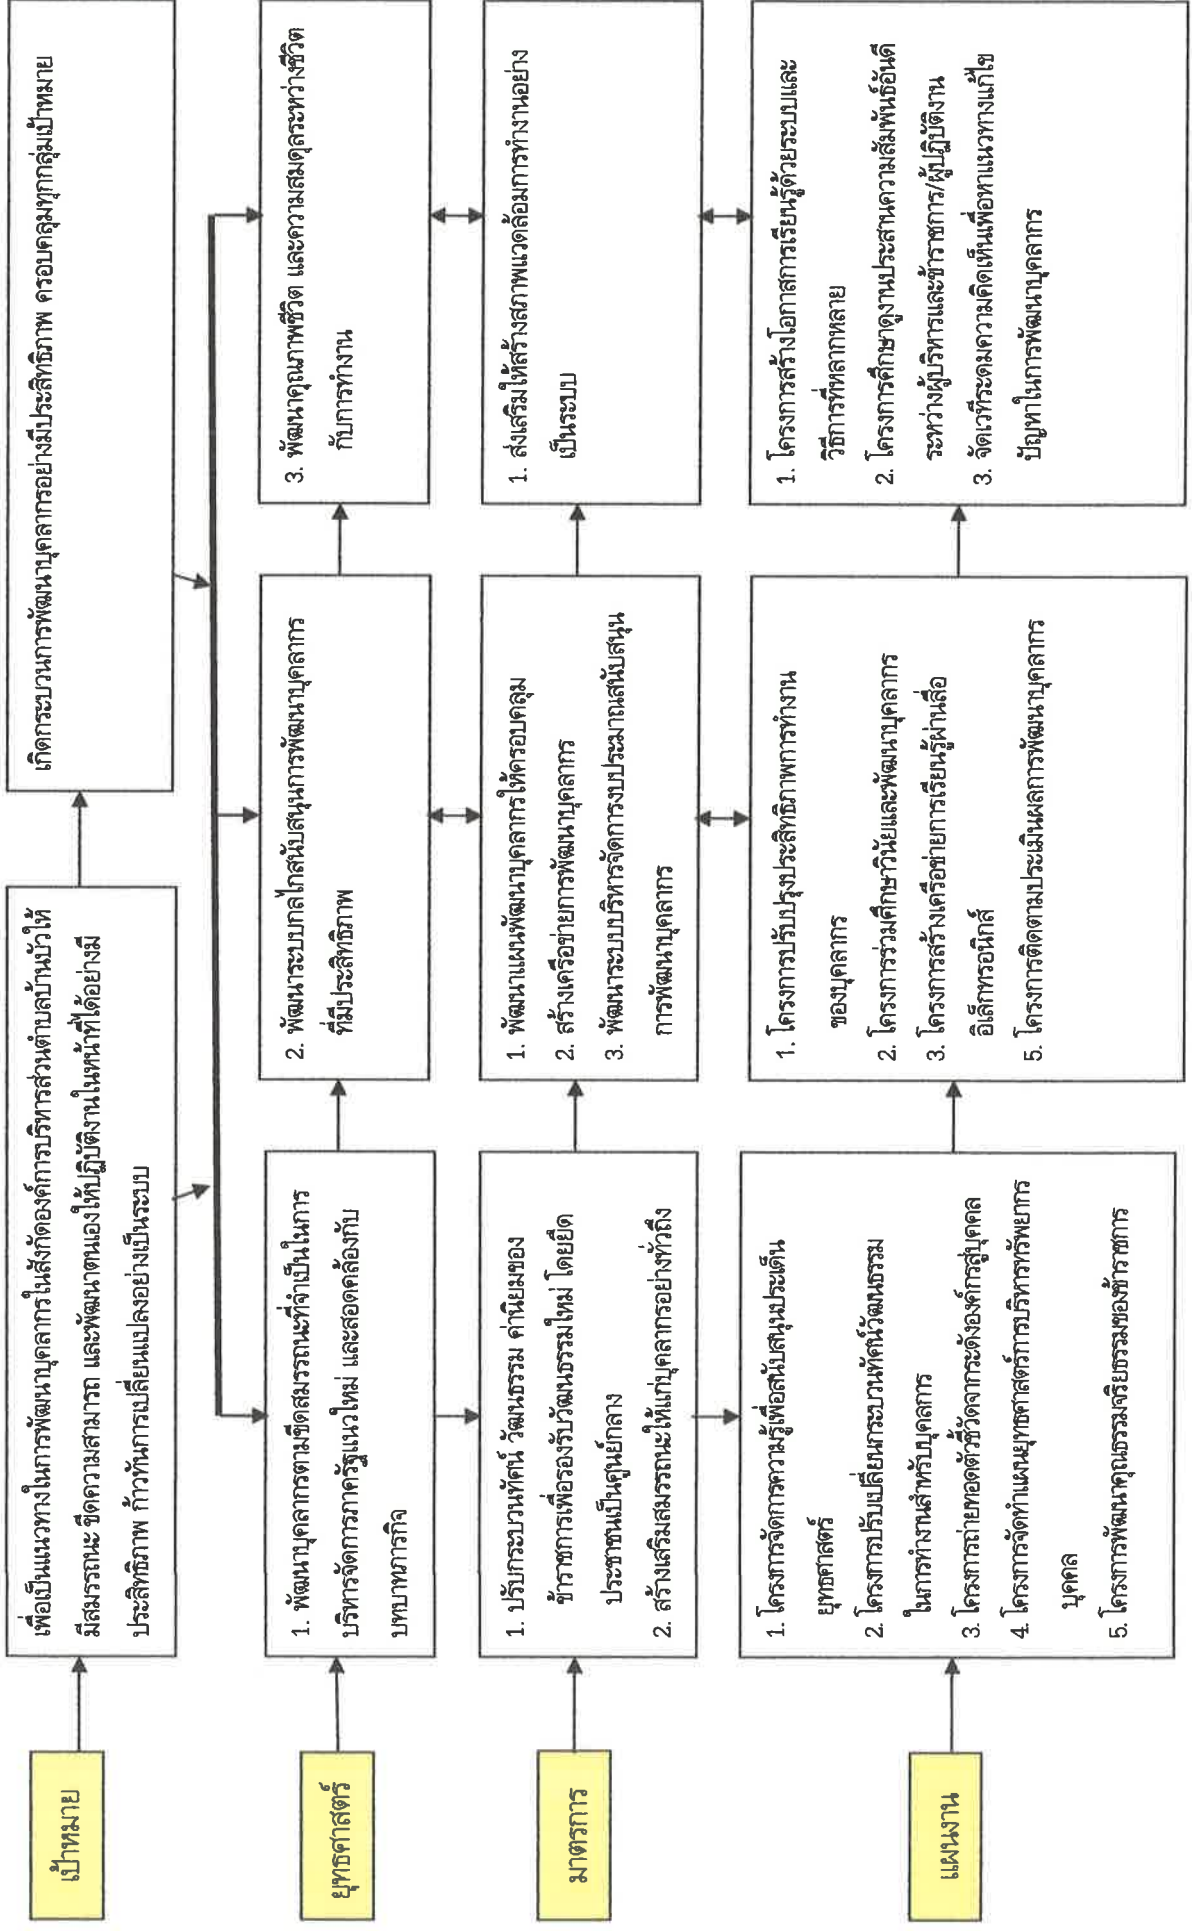 เป้าหมาย
เพื่อเป็นแนวทางในการพัฒนาบุคลากรในสังกัดองค์การบริหารส่วนตำบลบ้านบัวให้
มีสมรรถนะ ขีดความสามารถ และพัฒนาตนเองให้ปฏิบัติงานในหน้าที่ได้อย่างมี
ประสิทธิภาพ ก้าวทันการเปลี่ยนแปลงอย่างเป็นระบบ
เกิดกระบวนการพัฒนาบุคลากรอย่างมีประสิทธิภาพ ครอบคลุมทุกกลุ่มเป้าหมาย
ยุทธศาสตร์
1. พัฒนาบุคลากรตามขีดสมรรถนะที่จำเป็นในการ
บริหารจัดการภาครัฐแนวใหม่ และสอดคล้องกับ
บทบาทภารกิจ
2. พัฒนาระบบกลไกสนับสนุนการพัฒนาบุคลากร
ที่มีประสิทธิภาพ
3. พัฒนาคุณภาพชีวิต และความสมดุลระหว่างชีวิต
กับการทำงาน
มาตรการ
1. ปรับกระบวนทัศน์ วัฒนธรรม ค่านิยมของ
ข้าราชการเพื่อรองรับวัฒนธรรมใหม่ โดยยึด
ประชาชนเป็นศูนย์กลาง
2. สร้างเสริมสมรรถนะให้แก่บุคลากรอย่างทั่วถึง
1. พัฒนาแผนพัฒนาบุคลากรให้ครอบคลุม
2. สร้างเครือข่ายการพัฒนาบุคลากร
3. พัฒนาระบบบริหารจัดการงบประมาณสนับสนุน
การพัฒนาบุคลากร
1. ส่งเสริมให้สร้างสภาพแวดล้อมการทำงานอย่าง
เป็นระบบ
แผนงาน
1. โครงการจัดการความรู้เพื่อสนับสนุนประเด็น
ยุทธศาสตร์
2. โครงการปรับเปลี่ยนกระบวนทัศน์วัฒนธรรม
ในการทำงานสำหรับบุคลการ
3. โครงการถ่ายทอดตัวชี้วัดจากระดับองค์กรสู่บุคคล
4. โครงการจัดทำแผนยุทธศาสตร์การบริหารทรัพยากร
บุคคล
5. โครงการพัฒนาคุณธรรมจริยธรรมของข้าราชการ
1. โครงการปรับปรุงประสิทธิภาพการทำงาน
ของบุคลากร
2. โครงการร่วมศึกษาวินัยและพัฒนาบุคลากร
3. โครงการสร้างเครือข่ายการเรียนรู้ผ่านสื่อ
อิเล็กทรอนิกส์
5. โครงการติดตามประเมินผลการพัฒนาบุคลากร
1. โครงการสร้างโอกาสการเรียนรู้ด้วยระบบและ
วิธีการที่หลากหลาย
2. โครงการศึกษาดูงานประสานความสัมพันธ์อันดี
ระหว่างผู้บริหารและข้าราชการ/ผู้ปฏิบัติงาน
3. จัดเวทีระดมความคิดเห็นเพื่อหาแนวทางแก้ไข
ปัญหาในการพัฒนาบุคลากร